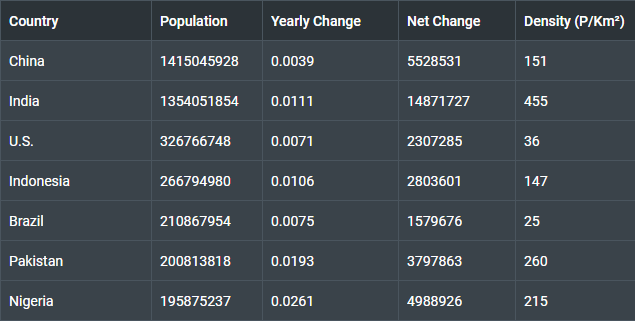 Country Population Yearly Change Net Change Density (P/Km²)
China 1415045928 0.0039 5528531 151
India 1354051854 0.0111 14871727 455
U.S. 326766748 0.0071 2307285 36
Indonesia 266794980 0.0106 2803601 147
Brazil 210867954 0.0075 1579676 25
Pakistan 200813818 0.0193 3797863 260
Nigeria 195875237 0.0261 4988926 215